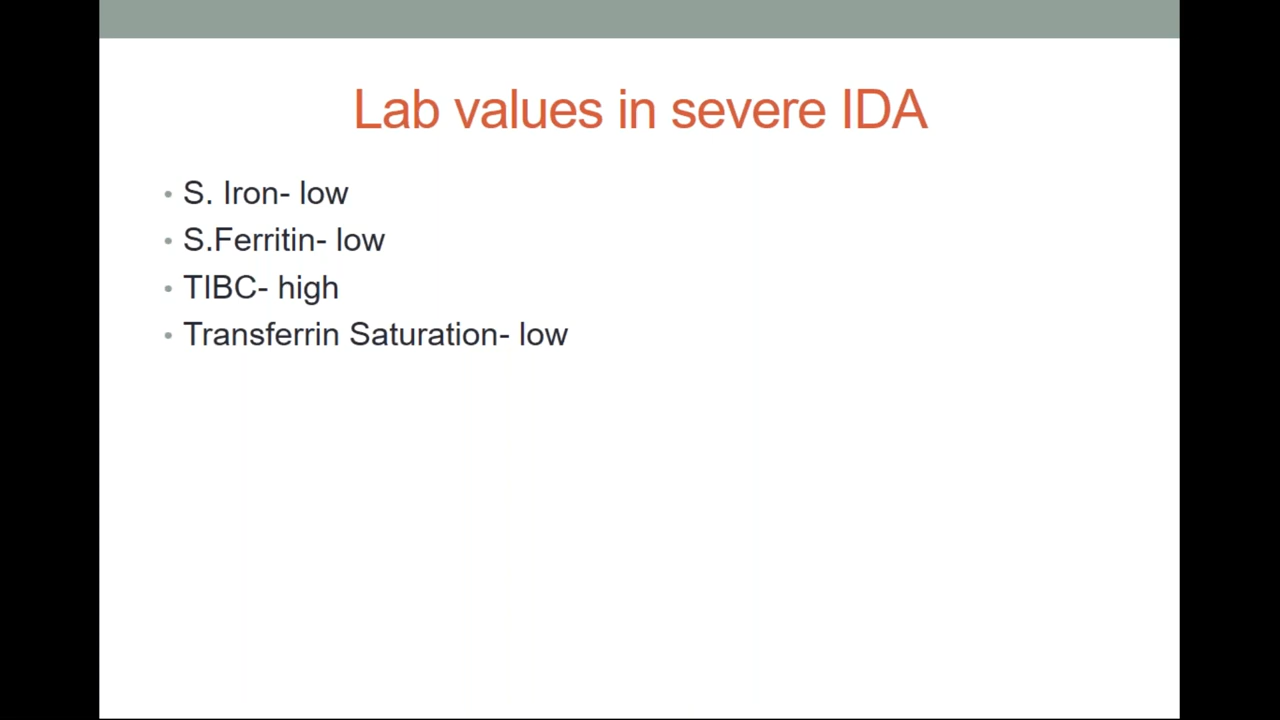 Lab values in severe IDA
• S. Iron- low
• S.Ferritin- low
• TIBC- high
• Transferrin Saturation- low